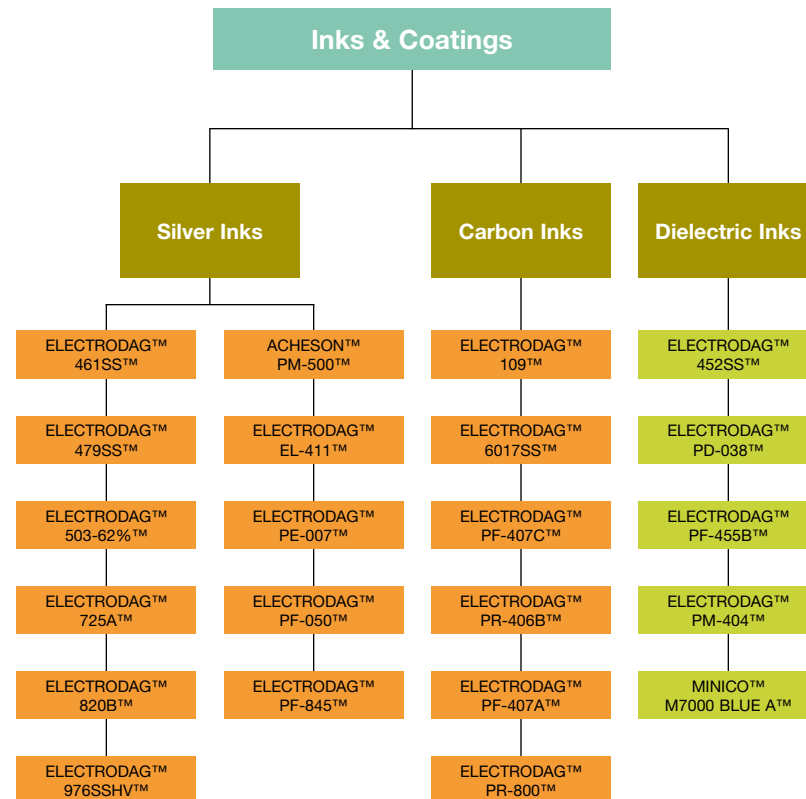 Inks & Coatings
Silver Inks
Carbon Inks
Dielectric Inks
ELECTRODAG™
461SS™
ELECTRODAG™
479SS™
ELECTRODAG™
503-62%™
ELECTRODAG™
725A™
ELECTRODAG™
820B™
ELECTRODAG™
976SSHV™
ACHESON™
PM-500™
ELECTRODAG™
EL-411™
ELECTRODAG™
PE-007™
ELECTRODAG™
PF-050™
ELECTRODAG™
PF-845™
ELECTRODAG™
109™
ELECTRODAG™
6017SS™
ELECTRODAG™
PF-407C™
ELECTRODAG™
PR-406B™
ELECTRODAG™
PF-407A™
ELECTRODAG™
PR-800™
ELECTRODAG™
452SS™
ELECTRODAG™
PD-038™
ELECTRODAG™
PF-455B™
ELECTRODAG™
PM-404™
MINICO™
M7000 BLUE A™